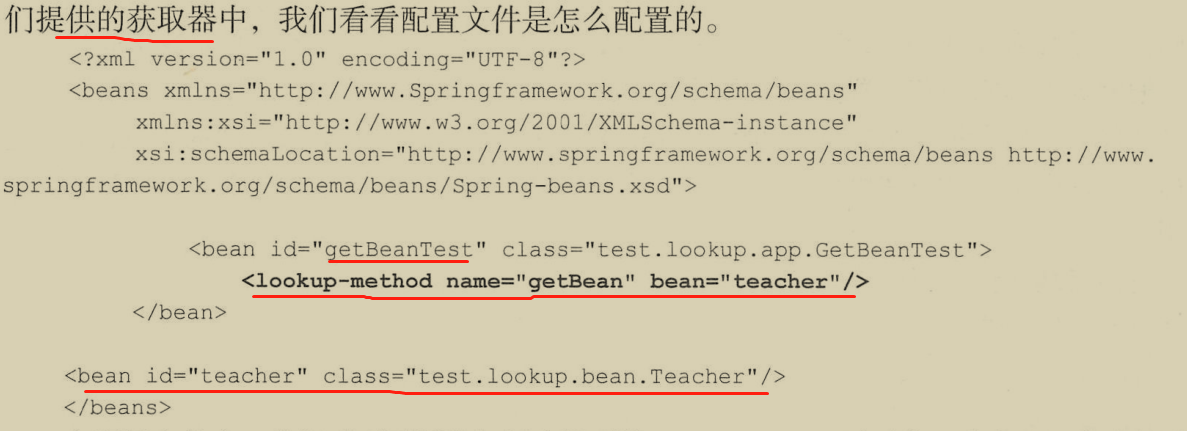 们提供的获取器中，我们看看配置文件是怎么配置的。
<?xml version="1.0" encoding="UTF-8"?>
<beans xmlns="http://www.Springframework.org/schema/beans"
xmlns:xsi="http://www.w3.org/2001/XMLSchema-instance"
xsi:schemaLocation="http://www.springframework.org/schema/beans http://www.
springframework.org/schema/beans/Spring-beans.xsd">
<bean id="getBeanTest" class="test.lookup.app.GetBeanTest">
<lookup-method name="getBean" bean="teacher"/>
</bean>
<bean id="teacher" class="test.lookup.bean.Teacher"/>
</beans>